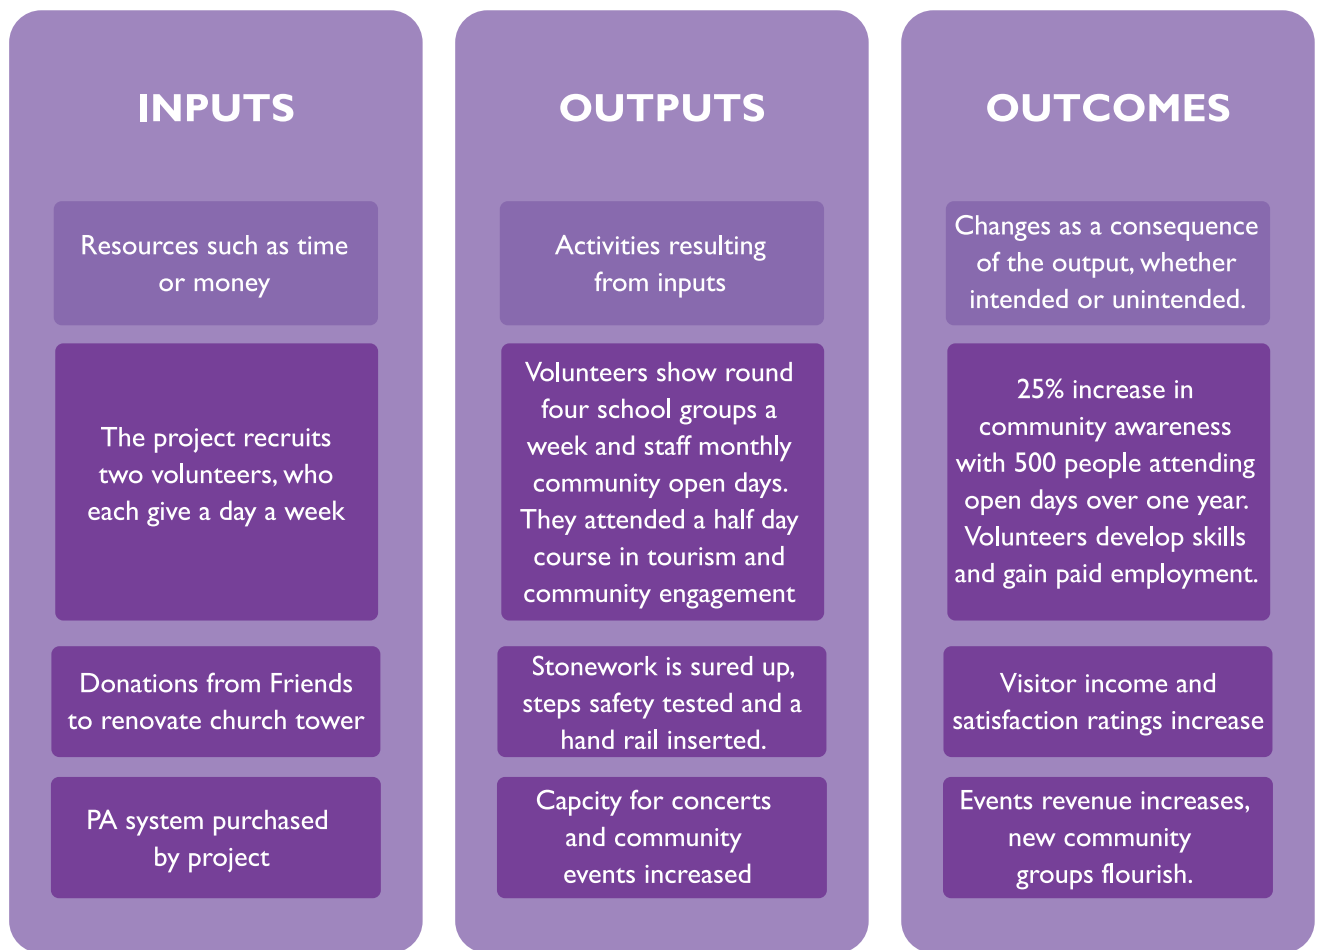 INPUTS
Resources such as time
or money
The project recruits
two volunteers, who
each give a day a week
Donations from Friends
to renovate church tower
PA system purchased
by project
OUTPUTS
Activities resulting
from inputs
Volunteers show round
four school groups a
week and staff monthly
community open days.
They attended a half day
course in tourism and
community engagement
Stonework is sured up,
steps safety tested and a
hand rail inserted.
Capcity for concerts
and community
events increased
OUTCOMES
Changes as a consequence
of the output, whether
intended or unintended.
25% increase in
community awareness
with 500 people attending
open days over one year.
Volunteers develop skills
and gain paid employment.
Visitor income and
satisfaction ratings increase
Events revenue increases,
new community
groups flourish.